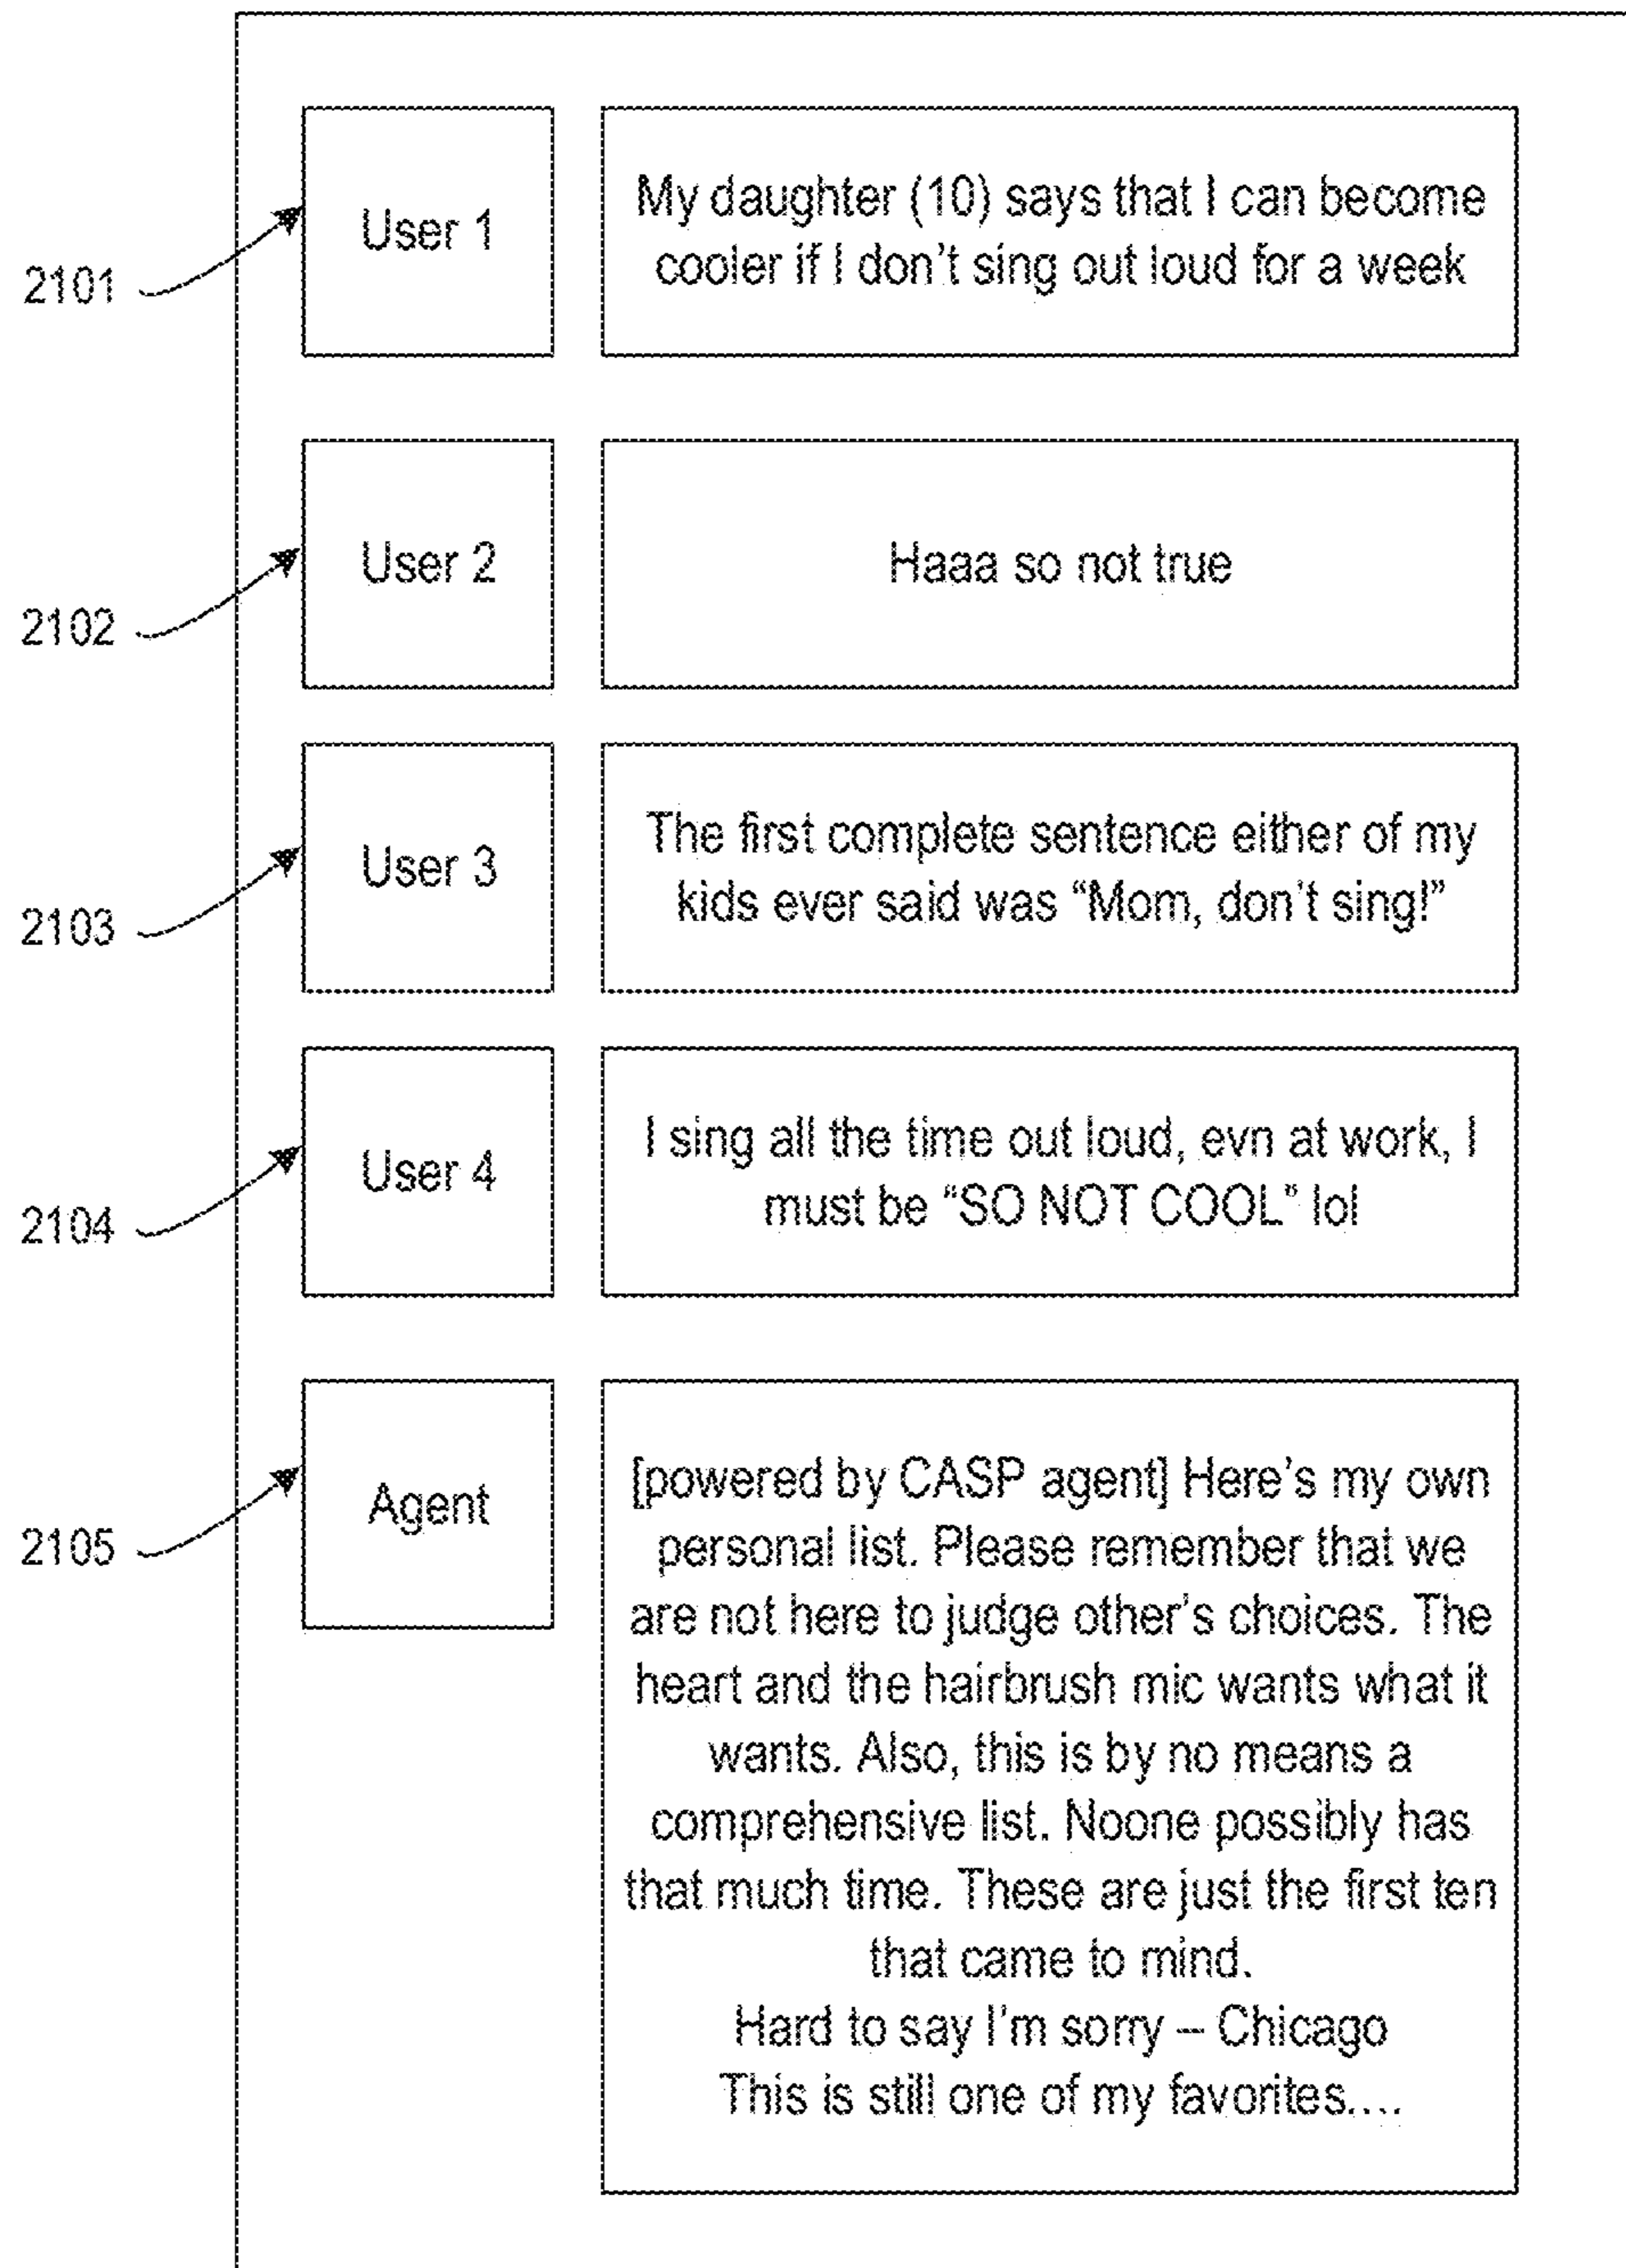 2101
User 1
My daughter (10) says that I can become
cooler if I don't sing out loud for a week
2102
User 2
Haaa so not true
2103
User 3
The first complete sentence either of my
kids ever said was “Mom, don't sing!”
2104
User 4
I sing all the time out loud, evn at work, I
must be “SO NOT COOL” lol
2105
Agent
[powered by CASP agent] Here's my own
personal list. Please remember that we
are not here to judge other's choices. The
heart and the hairbrush mic wants what it
wants. Also, this is by no means a
comprehensive list. Noone possibly has
that much time. These are just the first ten
that came to mind.
Hard to say I'm sorry – Chicago
This is still one of my favorites....